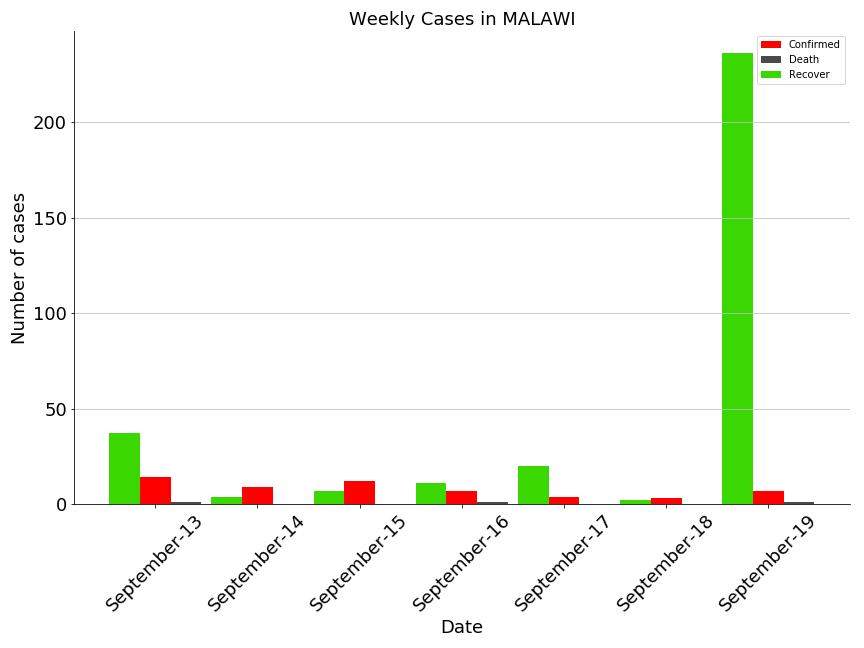 Weekly Cases in MALAWI
Confirmed
Death
Recover
Number of cases
200
150
100
50
0
September-13
September-14
September-15
September-16
September-17
September-18
September-19
Date